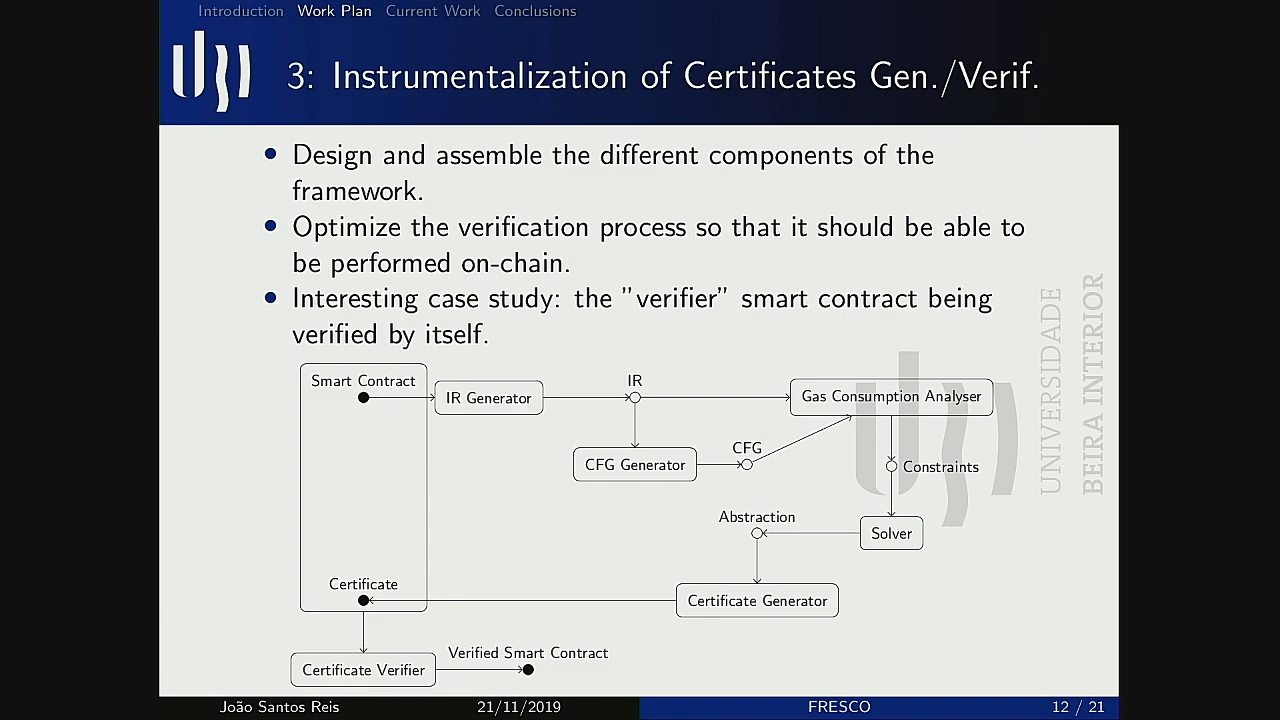 Introduction Work Plan Current Work Conclusions
3: Instrumentalization of Certificates Gen./Verif.
Design and assemble the different components of the
framework.
Optimize the verification process so that it should be able to
be performed on-chain.
Interesting case study: the "verifier" smart contract being
verified by itself.
Smart Contract
IR Generator
IR
Gas Consumption Analyser
CFG Generator
CFG
Constraints
Abstraction
Solver
Certificate
Certificate Generator
Certificate Verifier
Verified Smart Contract
UNIVERSIDADE
BEIRA INTERIOR
João Santos Reis 21/11/2019 FRESCO 12 / 21